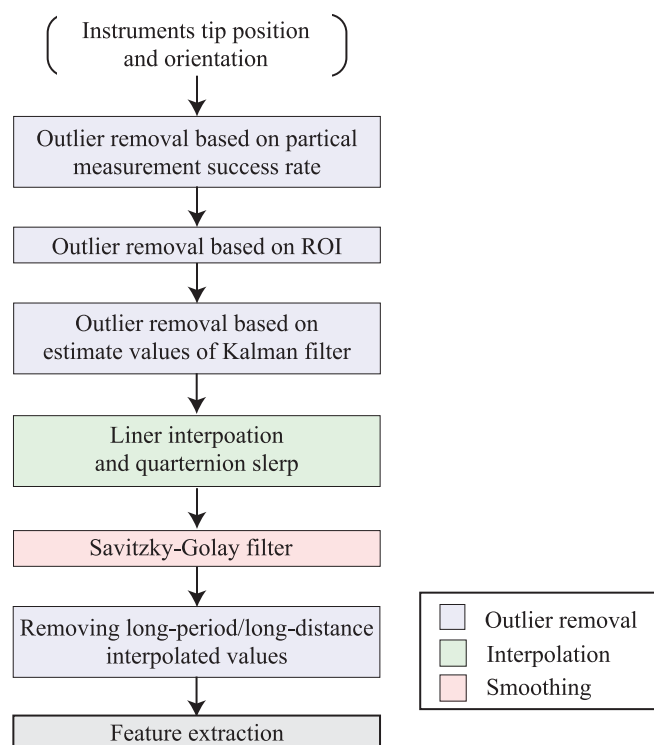 Instruments tip position
and orientation
Outlier removal based on partical
measurement success rate
Outlier removal based on ROI
Outlier removal based on
estimate values of Kalman filter
Liner interpoation
and quarternion slerp
Savitzky-Golay filter
Removing long-period/long-distance
interpolated values
Feature extraction
Outlier removal
Interpolation
Smoothing